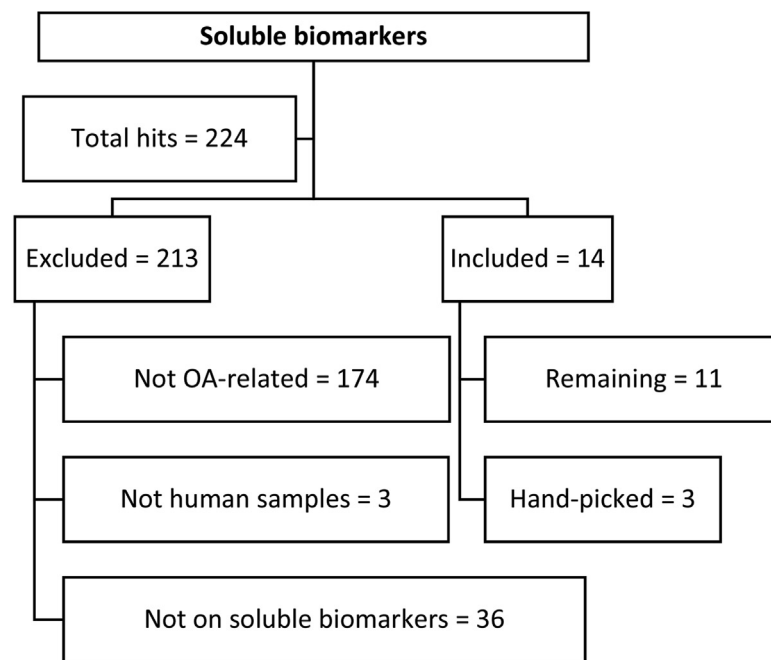 Soluble biomarkers
Total hits = 224
Excluded = 213
Included = 14
Not OA-related = 174
Remaining = 11
Not human samples = 3
Hand-picked = 3
Not on soluble biomarkers = 36